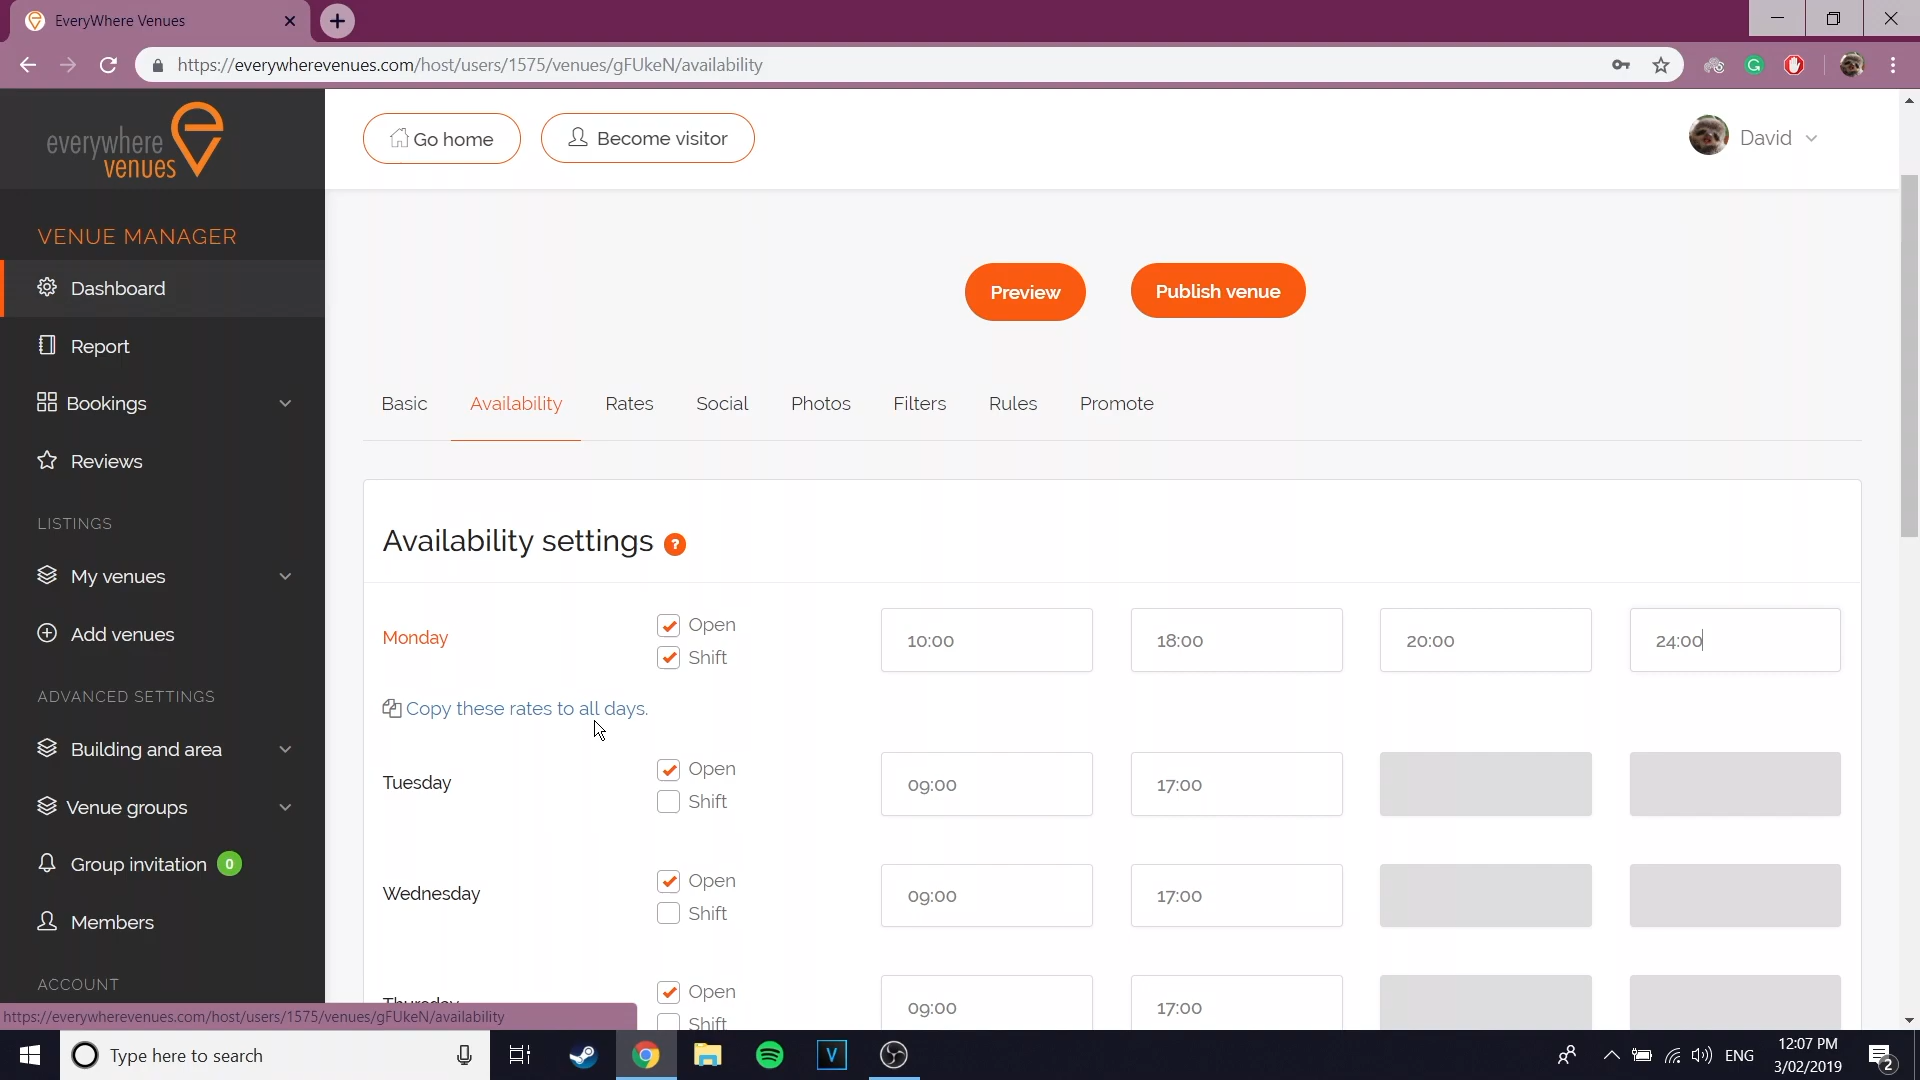 EveryWhere Venues
https://everywherevenues.com/host/users/1575/venues/gFUkeN/availability
everywhere
venues
Go home
Become visitor
David
VENUE MANAGER
Dashboard
Report
Bookings
Reviews
LISTINGS
My venues
Add venues
ADVANCED SETTINGS
Building and area
Venue groups
Group invitation 0
Members
ACCOUNT
Preview
Publish venue
Basic Availability Rates Social Photos Filters Rules Promote
Availability settings ?
Monday
Open
Shift
10:00 18:00 20:00 24:00
Copy these rates to all days.
Tuesday
Open
Shift
09:00 17:00
Wednesday
Open
Shift
09:00 17:00
Thursday
Open
Shift
09:00 17:00
https://everywherevenues.com/host/users/1575/venues/gFUkeN/availability
Type here to search
V
ENG
12:07 PM
3/02/2019
2